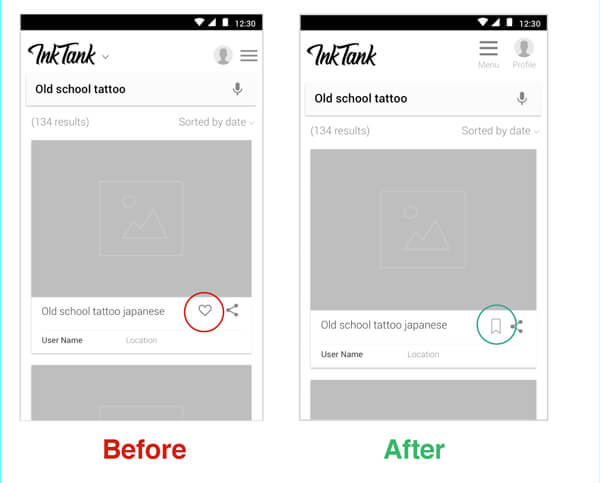 12:30
InkTank
Old school tattoo
(134 results) Sorted by date
Old school tattoo japanese
User Name Location
Before
12:30
InkTank
Menu Profile
Old school tattoo
(134 results) Sorted by date
Old school tattoo japanese
User Name Location
After